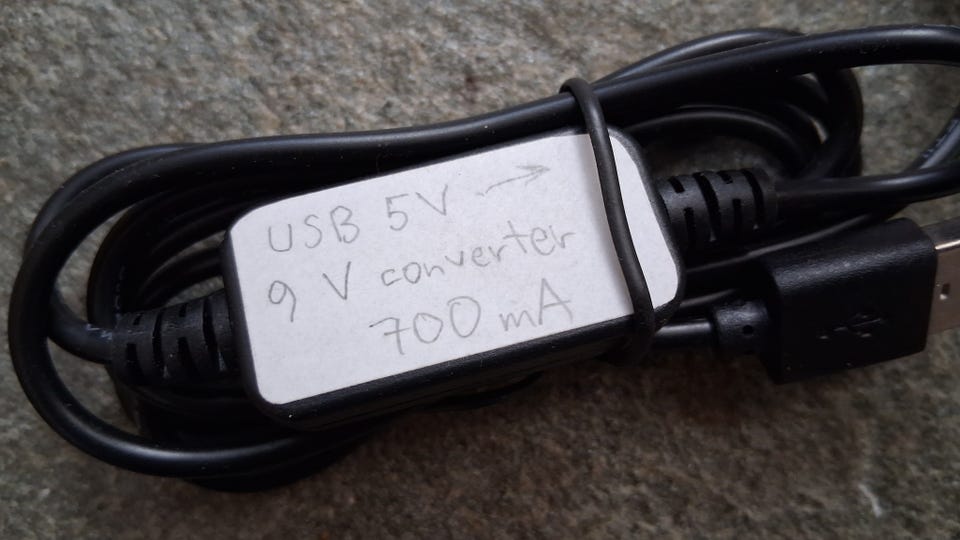 USB 5V →
9 V converter
700 mA